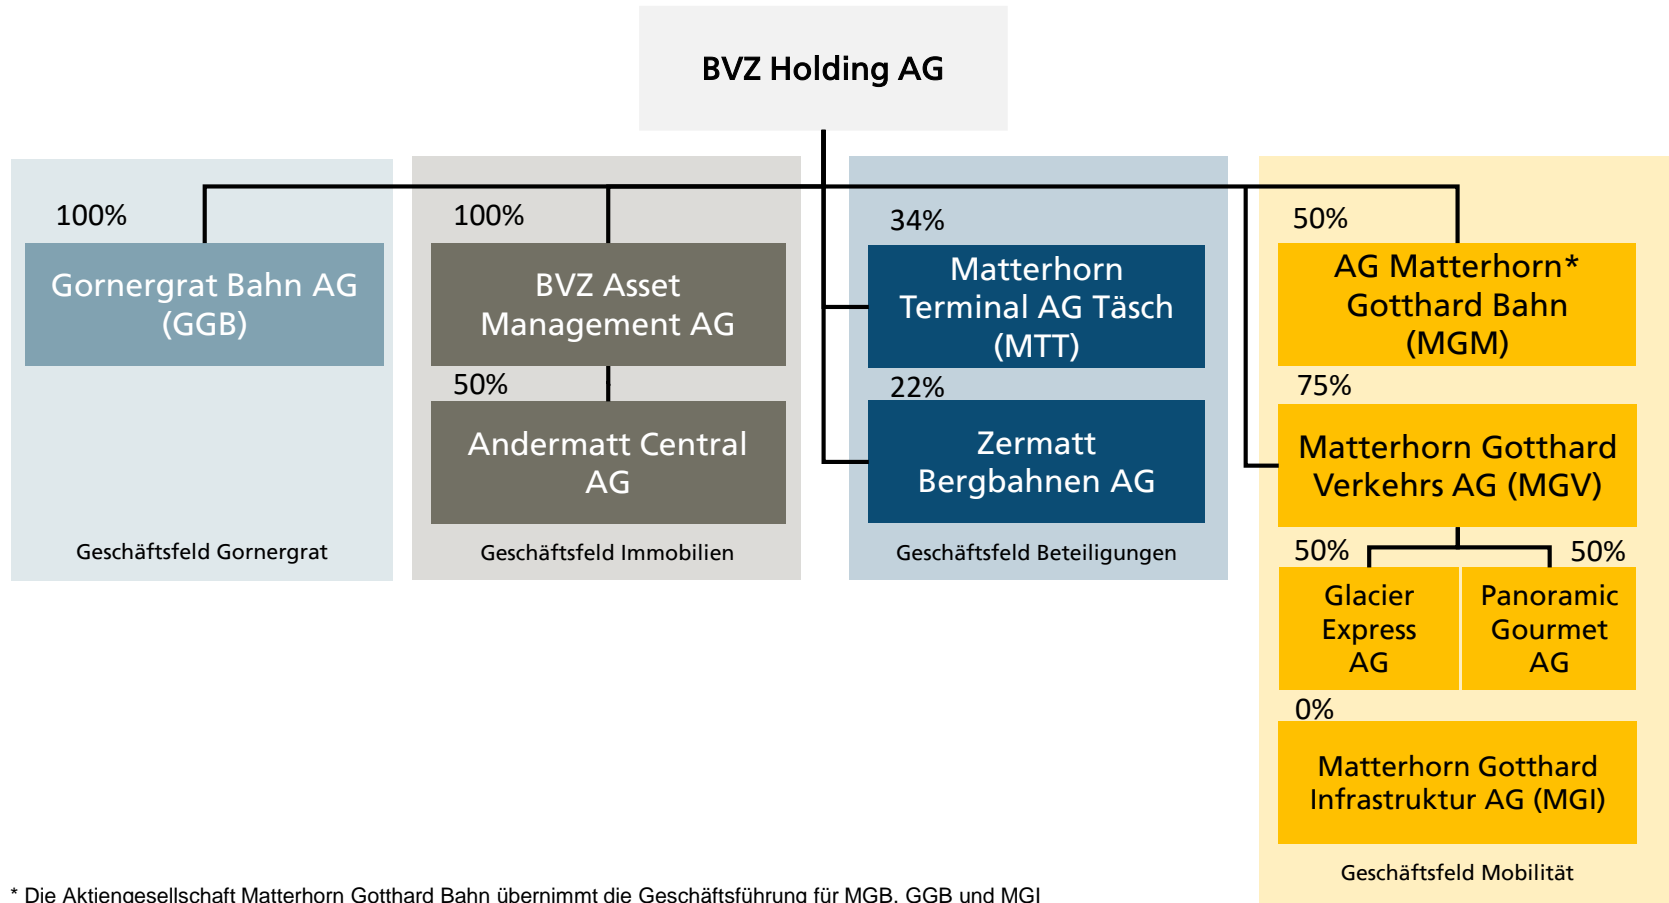 BVZ Holding AG
100%
Gornergrat Bahn AG
(GGB)
Geschäftsfeld Gornergrat
100%
BVZ Asset
Management AG
50%
Andermatt Central
AG
Geschäftsfeld Immobilien
34%
Matterhorn
Terminal AG Täsch
(MTT)
22%
Zermatt
Bergbahnen AG
Geschäftsfeld Beteiligungen
50%
AG Matterhorn*
Gotthard Bahn
(MGM)
75%
Matterhorn Gotthard
Verkehrs AG (MGV)
50%
Glacier
Express
AG
50%
Panoramic
Gourmet
AG
0%
Matterhorn Gotthard
Infrastruktur AG (MGI)
Geschäftsfeld Mobilität
* Die Aktiengesellschaft Matterhorn Gotthard Bahn übernimmt die Geschäftsführung für MGB, GGB und MGI